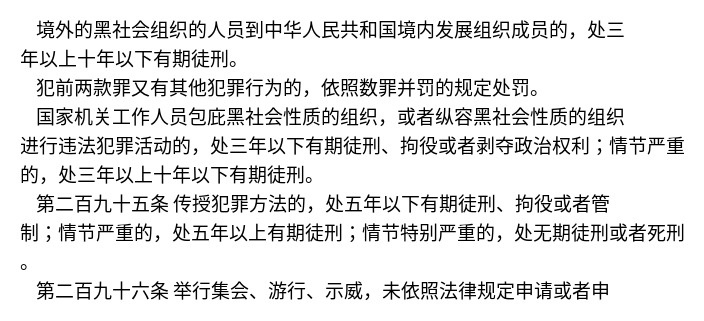 境外的黑社会组织的人员到中华人民共和国境内发展组织成员的，处三
年以上十年以下有期徒刑。
犯前两款罪又有其他犯罪行为的，依照数罪并罚的规定处罚。
国家机关工作人员包庇黑社会性质的组织，或者纵容黑社会性质的组织
进行违法犯罪活动的，处三年以下有期徒刑、拘役或者剥夺政治权利；情节严重
的，处三年以上十年以下有期徒刑。
第二百九十五条 传授犯罪方法的，处五年以下有期徒刑、拘役或者管
制；情节严重的，处五年以上有期徒刑；情节特别严重的，处无期徒刑或者死刑
。
第二百九十六条 举行集会、游行、示威，未依照法律规定申请或者申